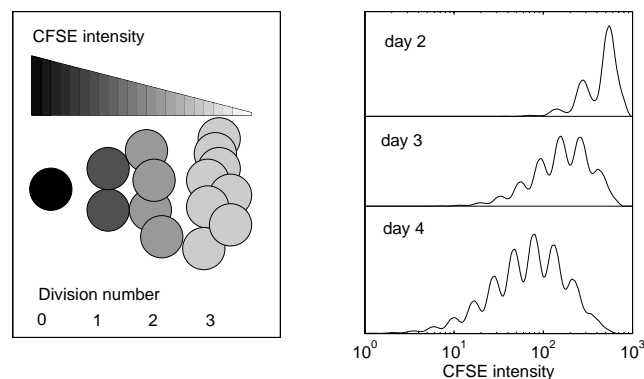 CFSE intensity
Division number
0 1 2 3
day 2
day 3
day 4
10^0 10^1 10^2 10^3
CFSE intensity